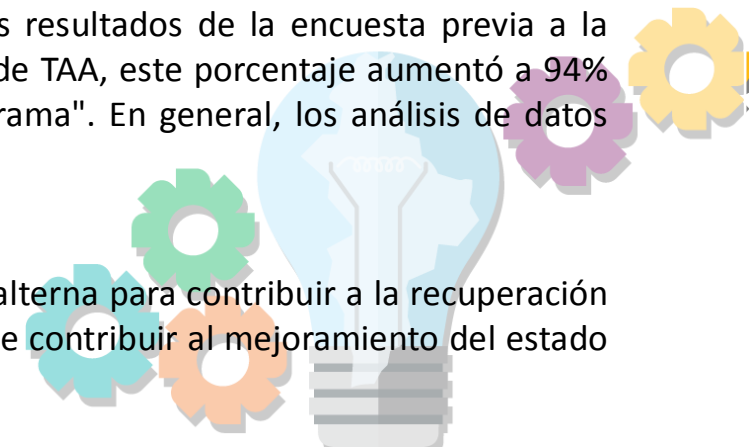 s resultados de la encuesta previa a la
de TAA, este porcentaje aumentó a 94%
rama". En general, los análisis de datos
alterna para contribuir a la recuperación
e contribuir al mejoramiento del estado